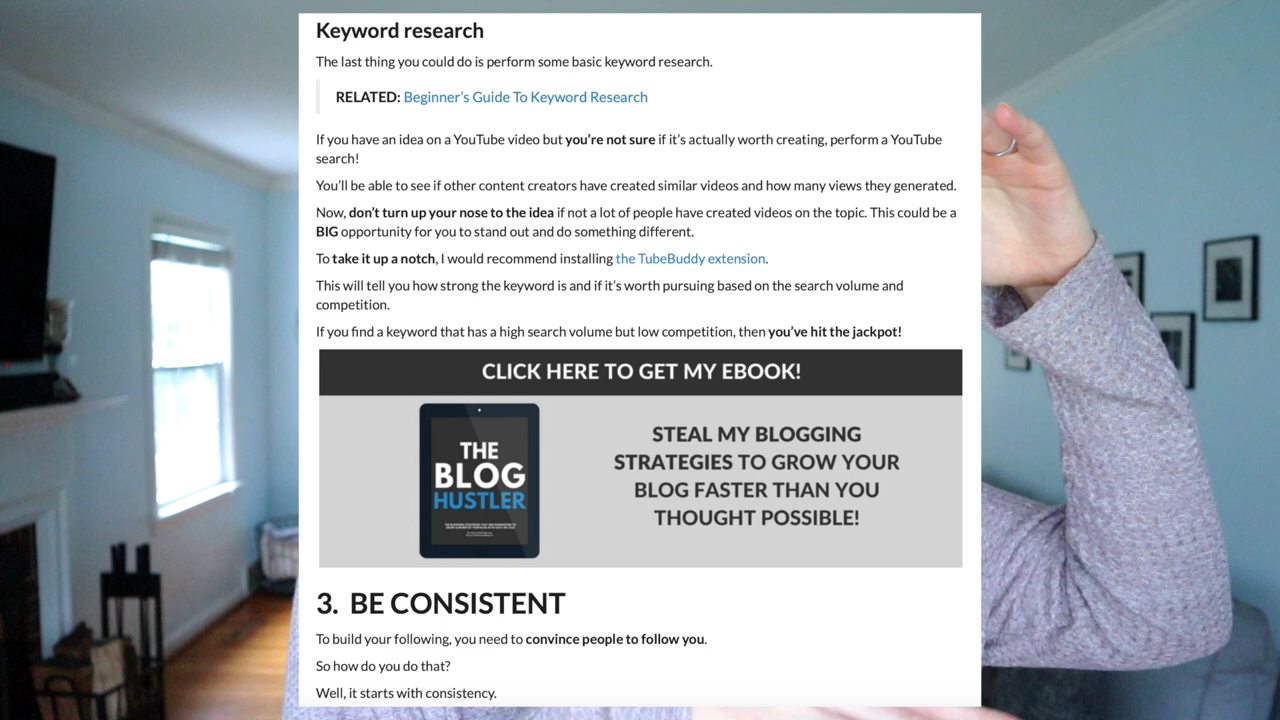 Keyword research
The last thing you could do is perform some basic keyword research.
RELATED: Beginner's Guide To Keyword Research
If you have an idea on a YouTube video but you're not sure if it's actually worth creating, perform a YouTube
search!
You'll be able to see if other content creators have created similar videos and how many views they generated.
Now, don't turn up your nose to the idea if not a lot of people have created videos on the topic. This could be a
BIG opportunity for you to stand out and do something different.
To take it up a notch, I would recommend installing the TubeBuddy extension.
This will tell you how strong the keyword is and if it's worth pursuing based on the search volume and
competition.
If you find a keyword that has a high search volume but low competition, then you've hit the jackpot!
CLICK HERE TO GET MY EBOOK!
THE
BLOG
HUSTLER
STEAL MY BLOGGING
STRATEGIES TO GROW YOUR
BLOG FASTER THAN YOU
THOUGHT POSSIBLE!
3. BE CONSISTENT
To build your following, you need to convince people to follow you.
So how do you do that?
Well, it starts with consistency.